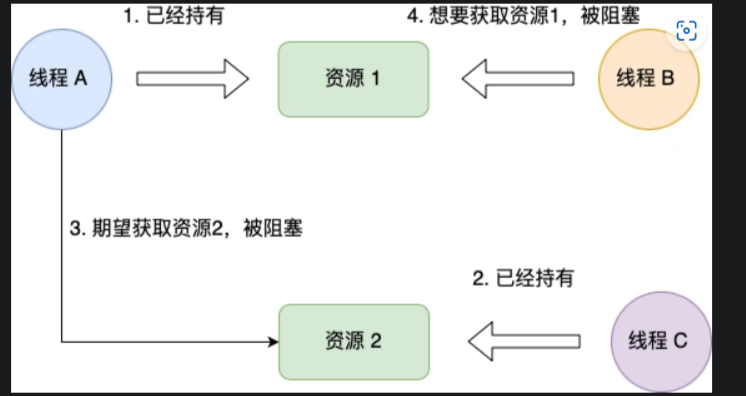 1. 已经持有
4. 想要获取资源1，被阻塞
线程 A
资源 1
线程 B
3. 期望获取资源2，被阻塞
2. 已经持有
资源 2
线程 C